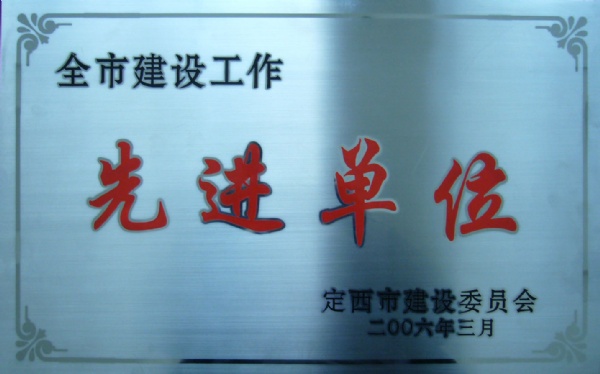 全市建设工作
先进单位
定西市建设委员会
二00六年三月